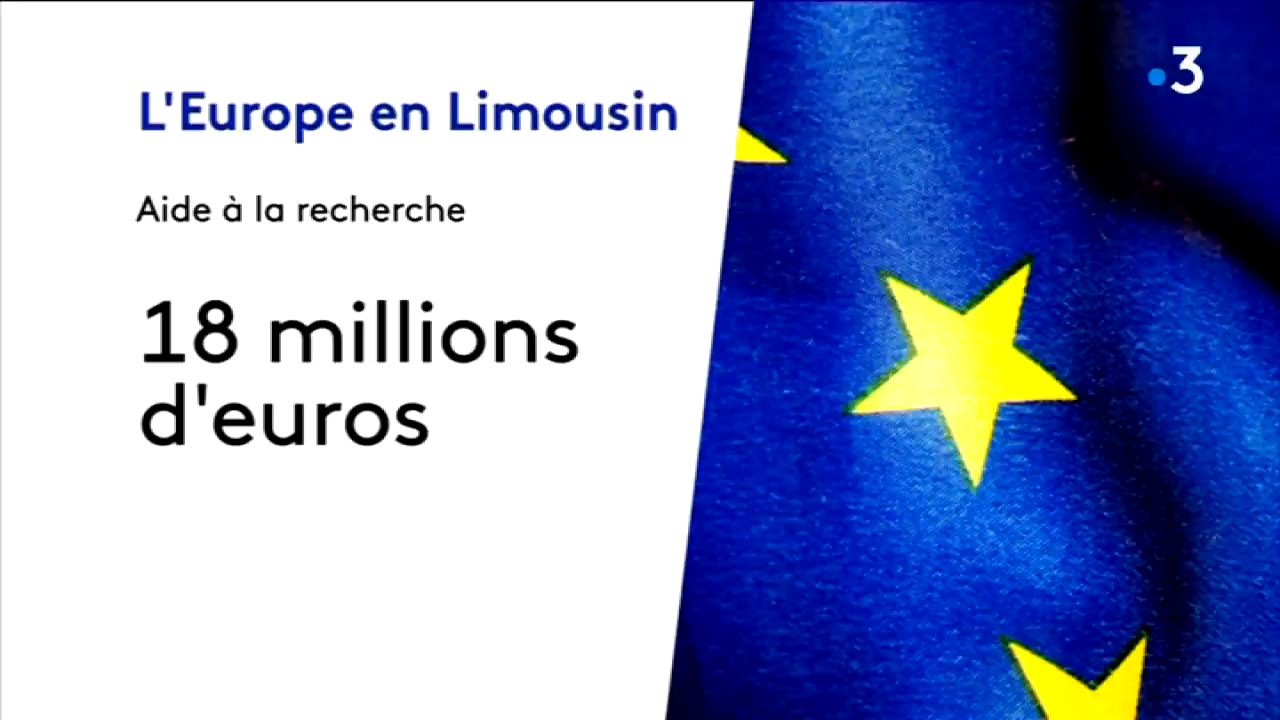 L'Europe en Limousin
Aide à la recherche
18 millions
d'euros
3